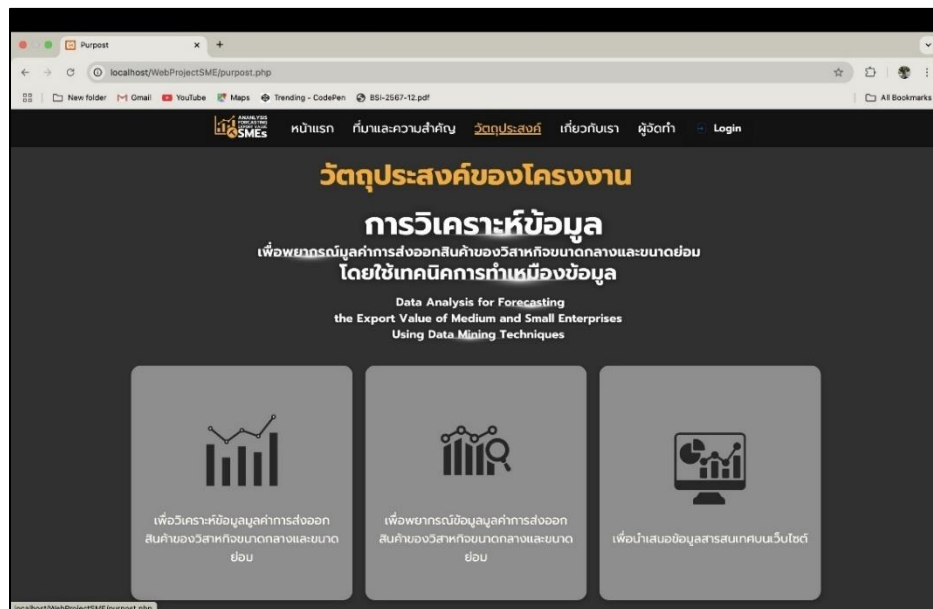 Purpost
localhost/WebProjectSME/purpost.php
New folder Gmail YouTube Maps Trending - CodePen BSI-2567-12.pdf All Bookmarks
SMEs หน้าแรก ที่มาและความสำคัญ วัตถุประสงค์ เกี่ยวกับเรา ผู้จัดทำ Login
วัตถุประสงค์ของโครงงาน
การวิเคราะห์ข้อมูล
เพื่อพยากรณ์มูลค่าการส่งออกสินค้าของวิสาหกิจขนาดกลางและขนาดย่อม
โดยใช้เทคนิคการทำเหมืองข้อมูล
Data Analysis for Forecasting
the Export Value of Medium and Small Enterprises
Using Data Mining Techniques
เพื่อวิเคราะห์ข้อมูลมูลค่าการส่งออก
สินค้าของวิสาหกิจขนาดกลางและขนาด
ย่อม
เพื่อพยากรณ์ข้อมูลมูลค่าการส่งออก
สินค้าของวิสาหกิจขนาดกลางและขนาด
ย่อม
เพื่อนำเสนอข้อมูลสารสนเทศบนเว็บไซต์
localhost/WebProjectSME/purpost.php